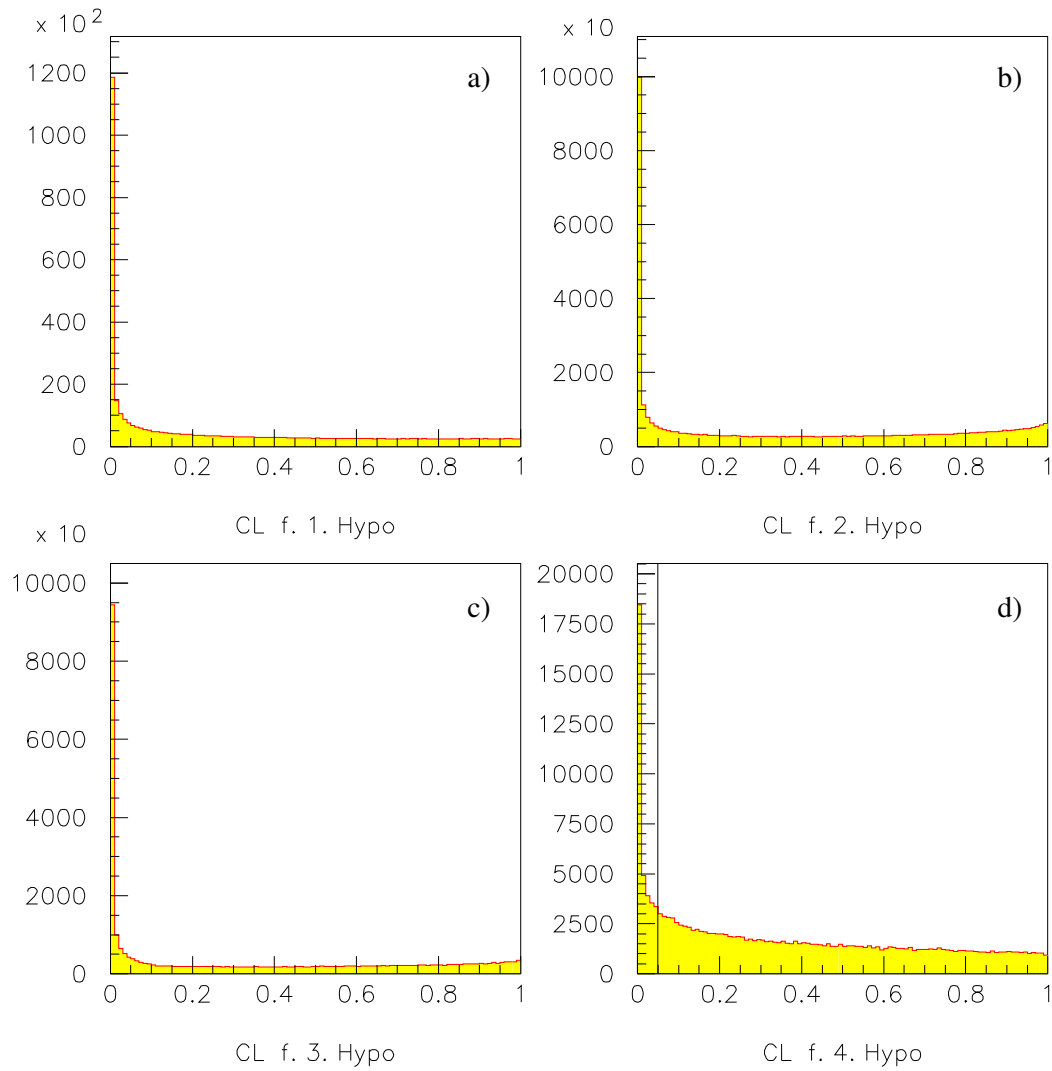 x 10²
1200
1000
800
600
400
200
0
0 0.2 0.4 0.6 0.8 1
a)
CL f. 1. Hypo
x 10
10000
8000
6000
4000
2000
0
0 0.2 0.4 0.6 0.8 1
b)
CL f. 2. Hypo
x 10
10000
8000
6000
4000
2000
0
0 0.2 0.4 0.6 0.8 1
c)
CL f. 3. Hypo
20000
17500
15000
12500
10000
7500
5000
2500
0
0 0.2 0.4 0.6 0.8 1
d)
CL f. 4. Hypo